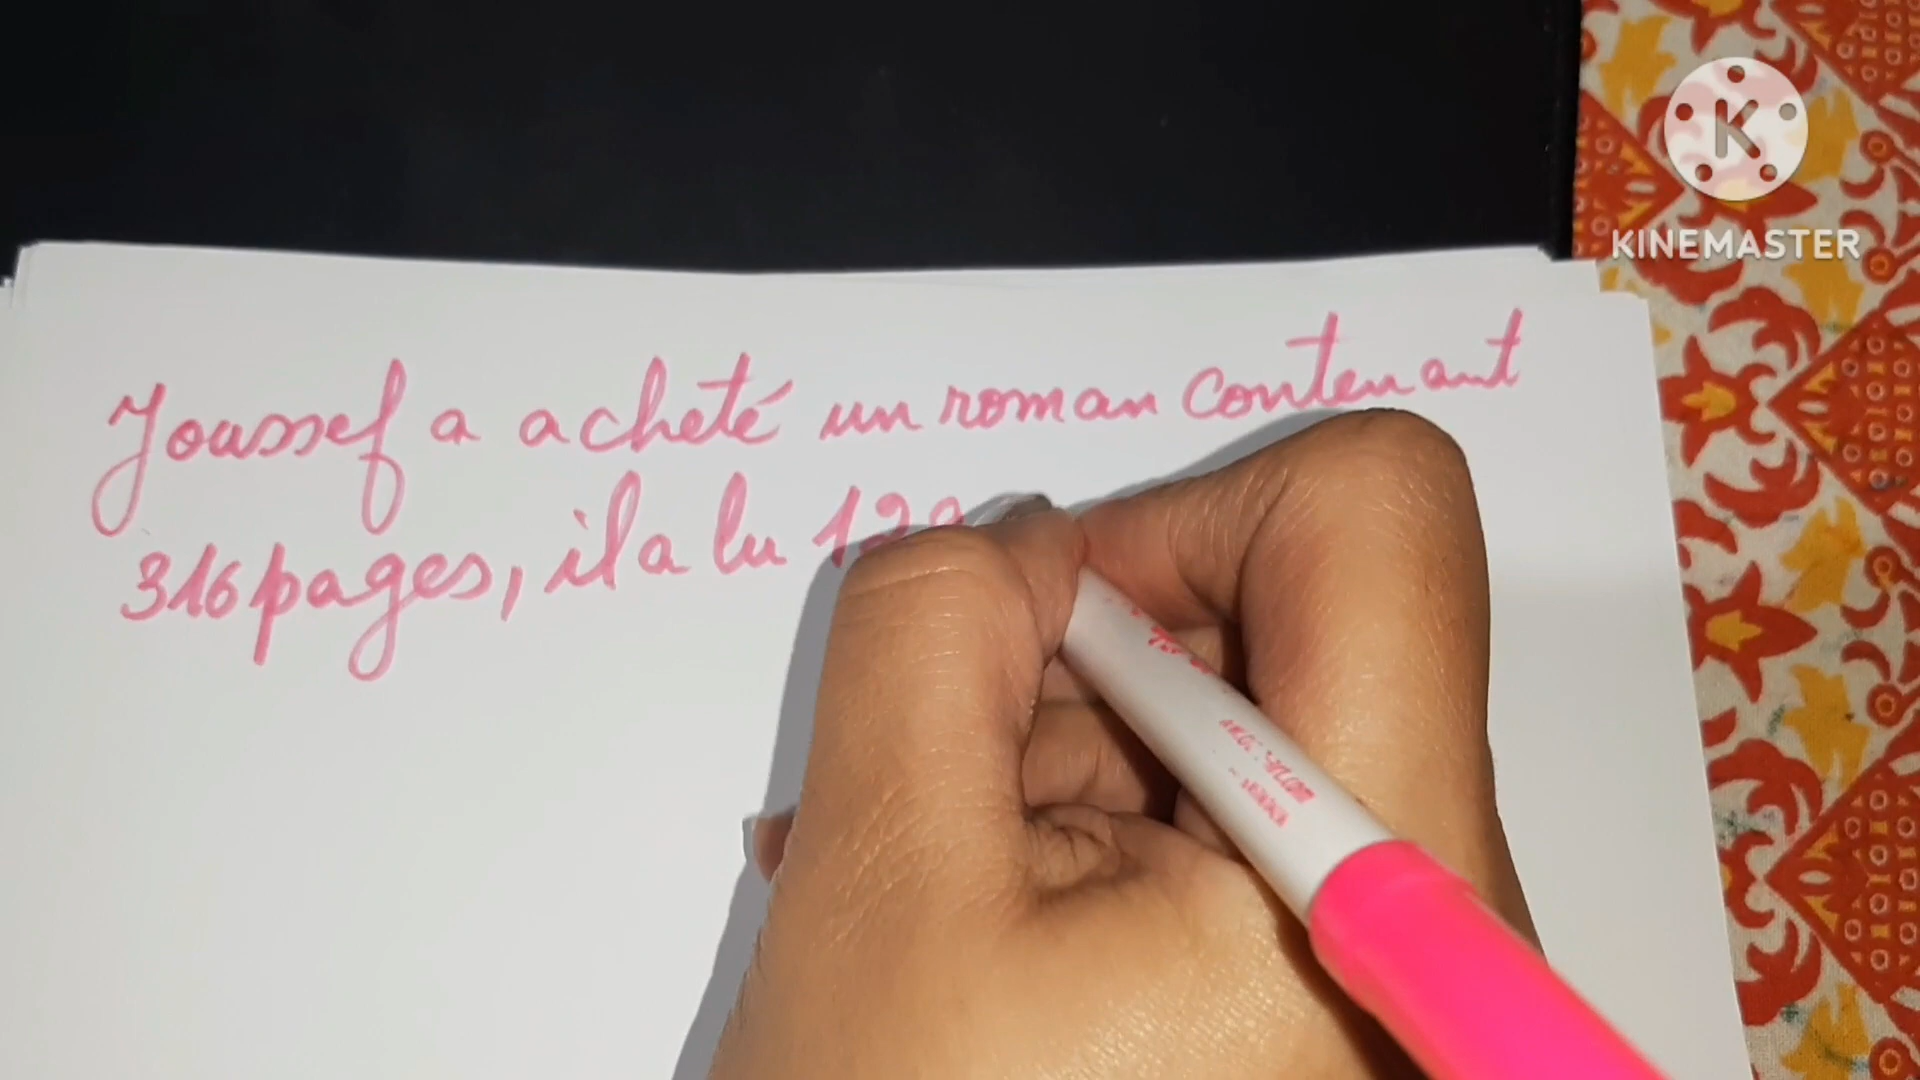 KINEMASTER
Youssef a acheté un roman contenant
316 pages, il a lu